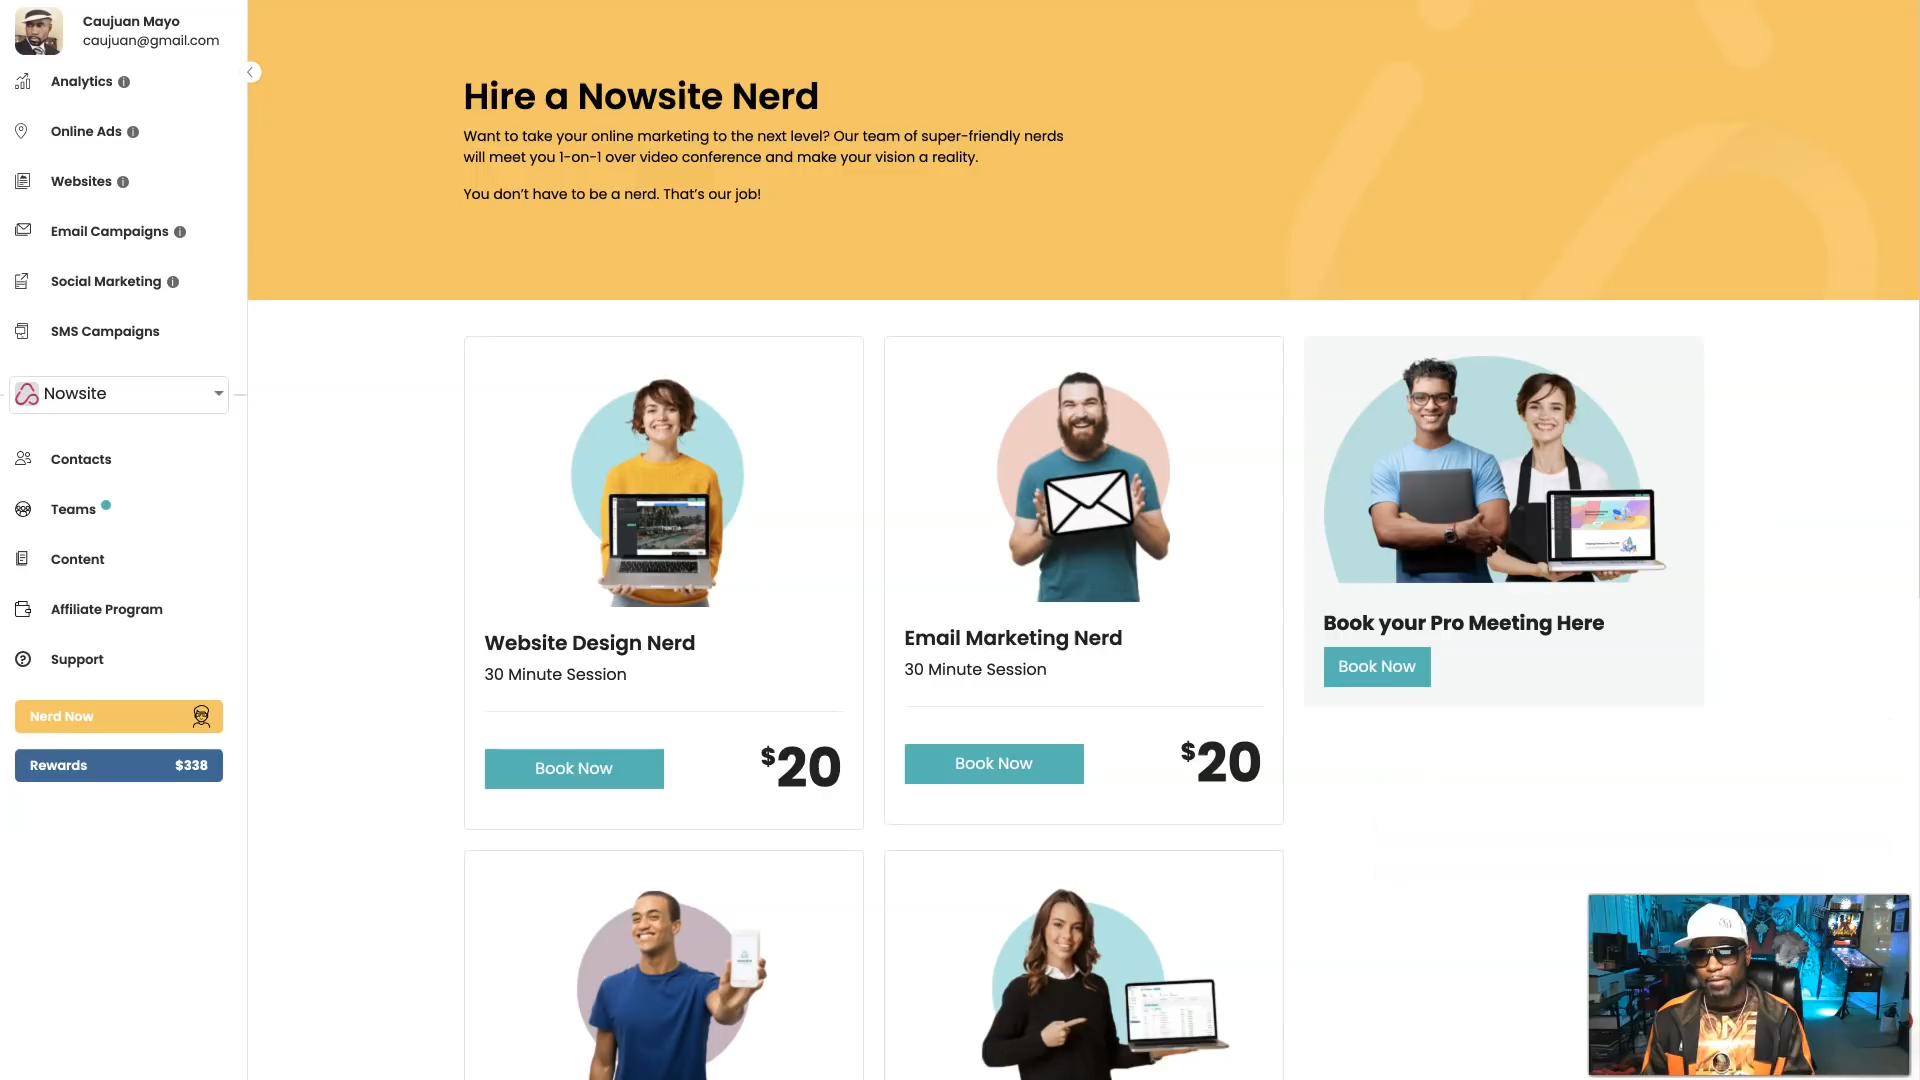 Caujuan Mayo
caujuan@gmail.com
Analytics
Online Ads
Websites
Email Campaigns
Social Marketing
SMS Campaigns
Nowsite
Contacts
Teams
Content
Affiliate Program
Support
Nerd Now
Rewards $338
Hire a Nowsite Nerd
Want to take your online marketing to the next level? Our team of super-friendly nerds
will meet you 1-on-1 over video conference and make your vision a reality.
You don't have to be a nerd. That's our job!
Website Design Nerd
30 Minute Session
Book Now
$20
Email Marketing Nerd
30 Minute Session
Book Now
$20
Book your Pro Meeting Here
Book Now